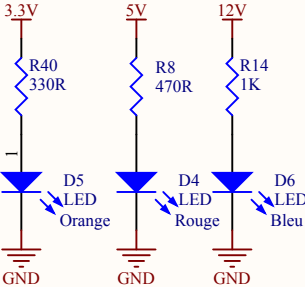 3.3V
5V
12V
R40
330R
R8
470R
R14
1K
1
D5
LED
Orange
D4
LED
Rouge
D6
LED
Bleu
GND
GND
GND